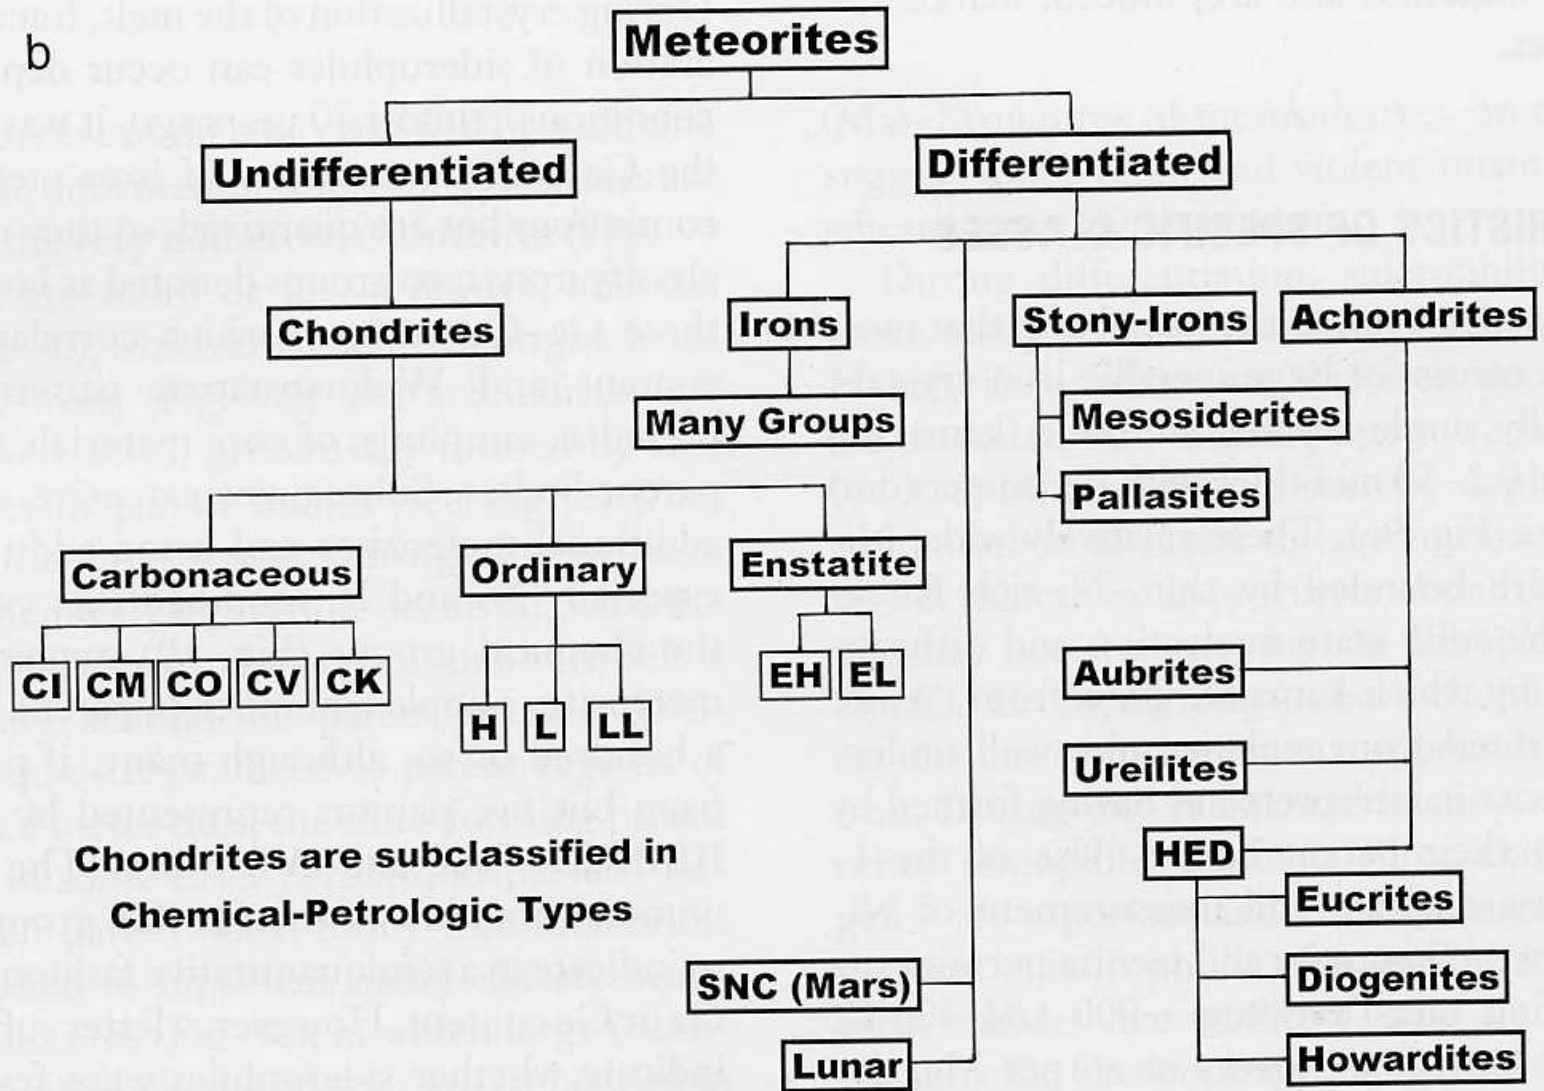 b
Meteorites
Undifferentiated
Differentiated
Chondrites
Irons
Stony-Irons
Achondrites
Many Groups
Mesosiderites
Pallasites
Carbonaceous
Ordinary
Enstatite
CI CM CO CV CK
H L LL
EH EL
Aubrites
Ureilites
HED
Eucrites
Diogenites
Howardites
Chondrites are subclassified in
Chemical-Petrologic Types
SNC (Mars)
Lunar